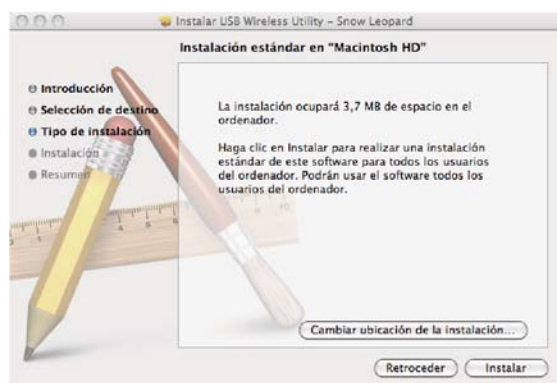 Instalar USB Wireless Utility – Snow Leopard
Instalación estándar en "Macintosh HD"
Introducción
Selección de destino
Tipo de instalación
Instalación
Resumen
La instalación ocupará 3,7 MB de espacio en el
ordenador.
Haga clic en Instalar para realizar una instalación
estándar de este software para todos los usuarios
del ordenador. Podrán usar el software todos los
usuarios del ordenador.
Cambiar ubicación de la instalación...
Retroceder
Instalar